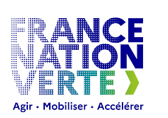 FRANCE
NATION
VERTE
Agir • Mobiliser • Accélérer